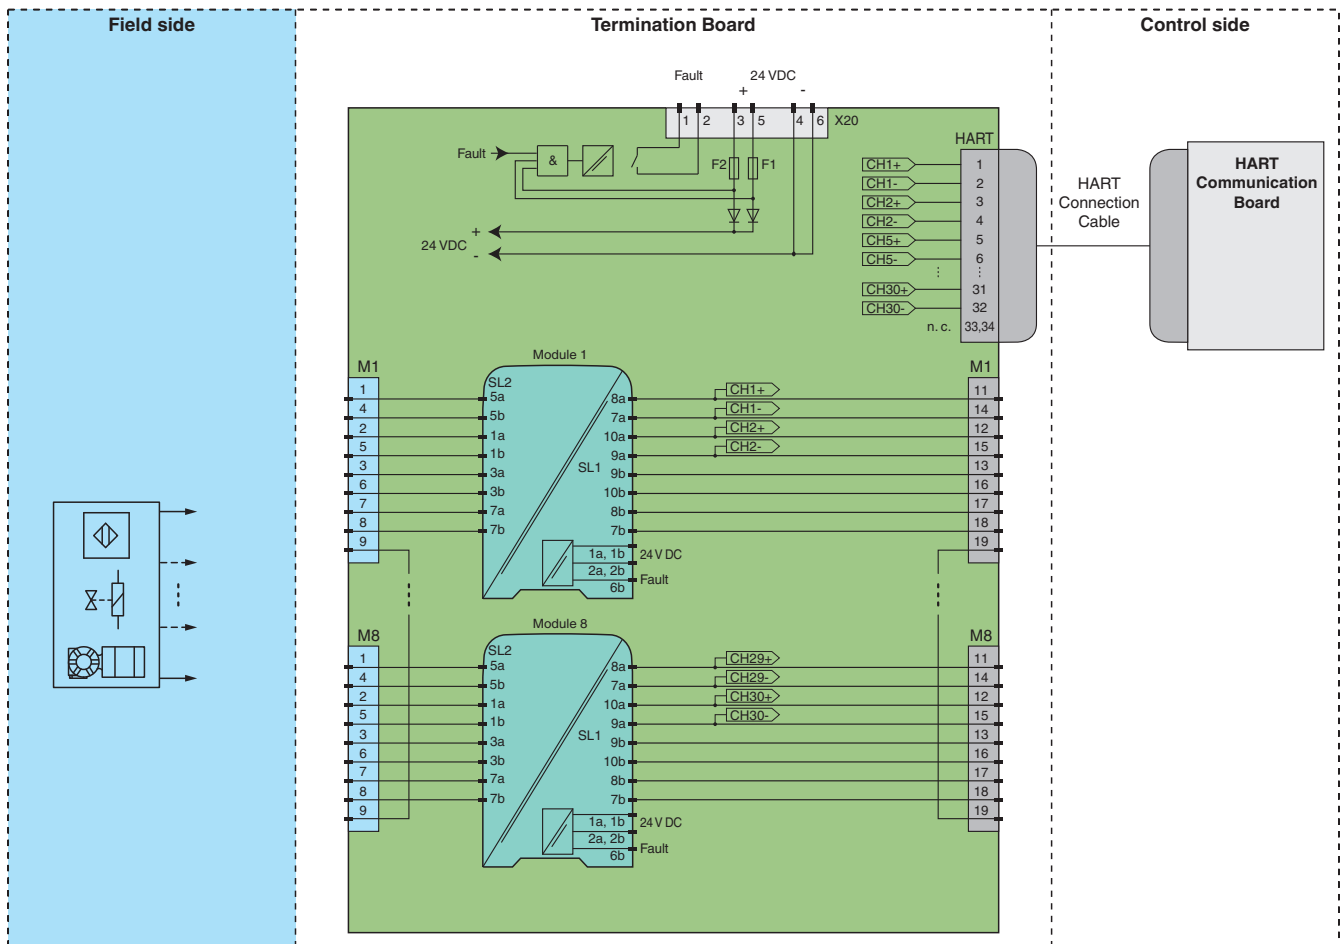 Field side
Termination Board
Control side
Fault
24 VDC
+
-
1
2
3
5
4
6
X20
Fault
&
F2
F1
+
24 VDC
-
HART
CH1+
1
CH1-
2
CH2+
3
CH2-
4
CH5+
5
CH5-
6
CH30+
31
CH30-
32
n. c.
33,34
HART
Connection
Cable
HART
Communication
Board
M1
1
4
2
5
3
6
7
8
9
Module 1
SL2
5a
5b
1a
1b
3a
3b
7a
7b
SL1
8a
7a
10a
9a
9b
10b
8b
7b
1a, 1b
24 V DC
2a, 2b
Fault
6b
CH1+
CH1-
CH2+
CH2-
M1
11
14
12
15
13
16
17
18
19
M8
1
4
2
5
3
6
7
8
9
Module 8
SL2
5a
5b
1a
1b
3a
3b
7a
7b
SL1
8a
7a
10a
9a
9b
10b
8b
7b
1a, 1b
24 V DC
2a, 2b
Fault
6b
CH29+
CH29-
CH30+
CH30-
M8
11
14
12
15
13
16
17
18
19